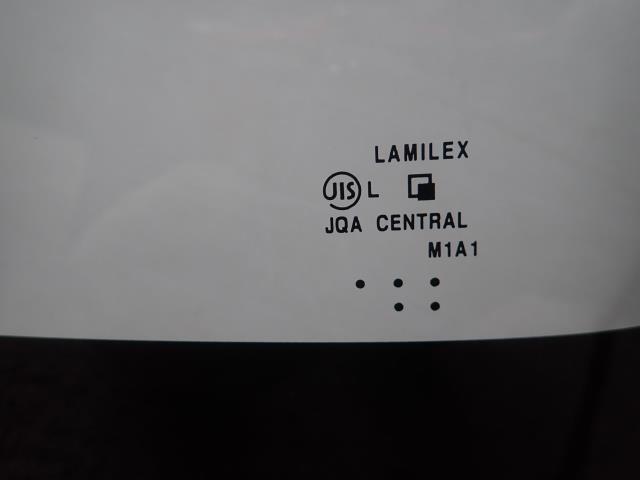 LAMILEX
JIS L
JQA CENTRAL
M1A1